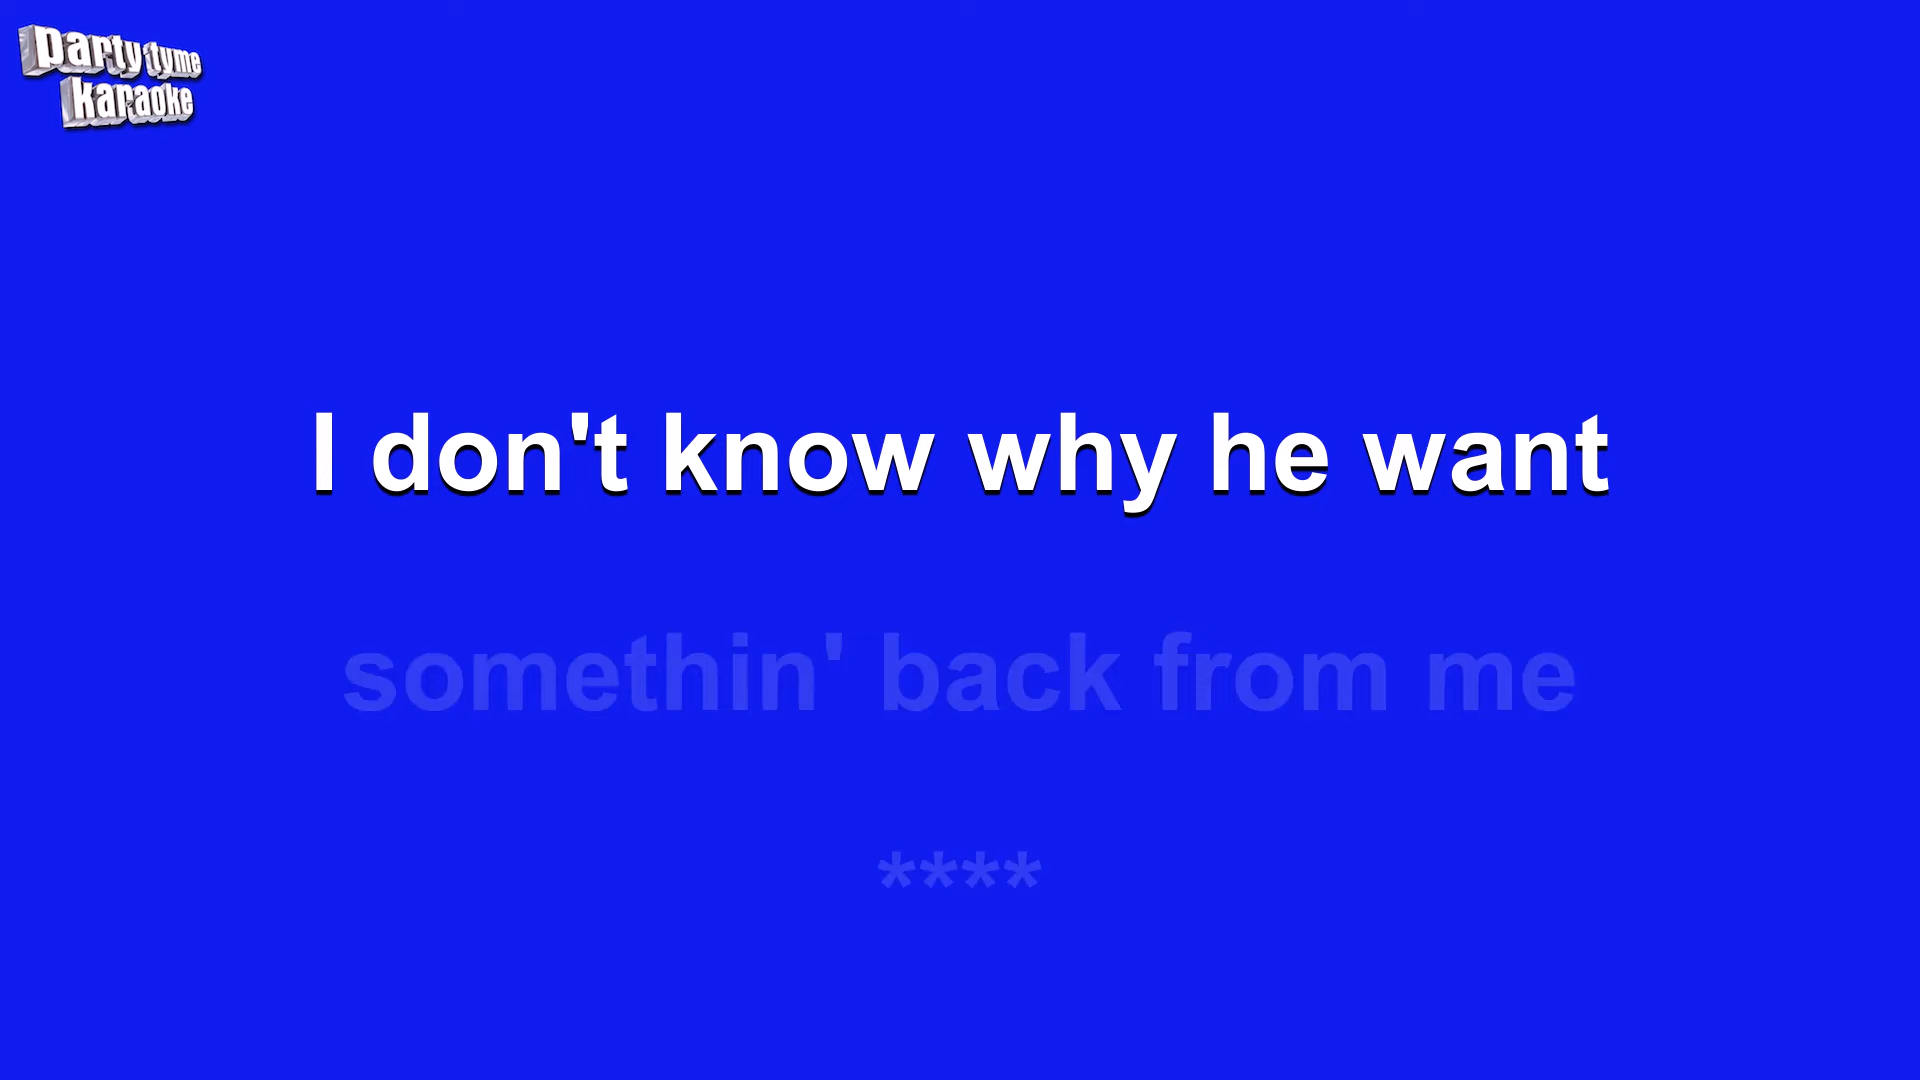 party tyme
karaoke
I don't know why he want
somethin' back from me
****